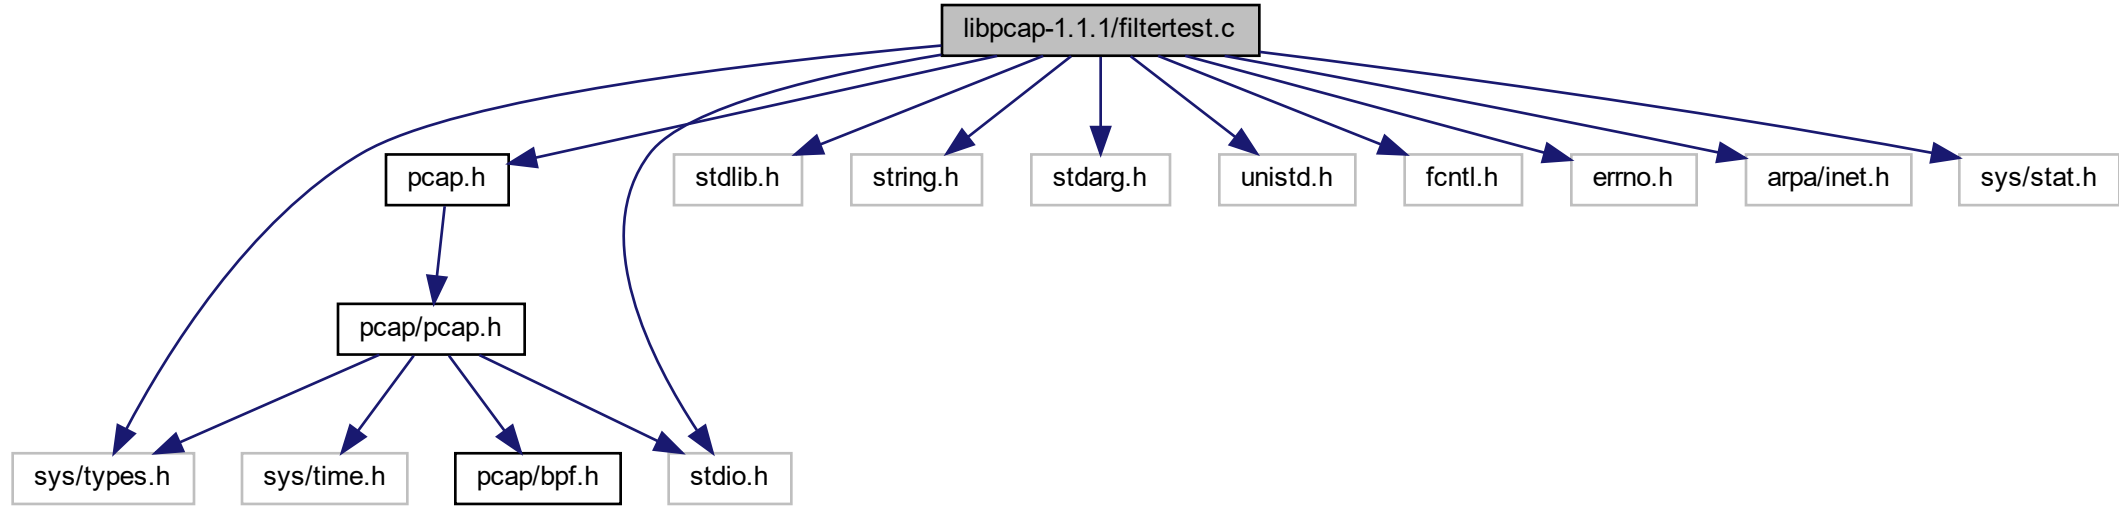 libpcap-1.1.1/filtertest.c
pcap.h
stdlib.h
string.h
stdarg.h
unistd.h
fcntl.h
errno.h
arpa/inet.h
sys/stat.h
pcap/pcap.h
sys/types.h
sys/time.h
pcap/bpf.h
stdio.h